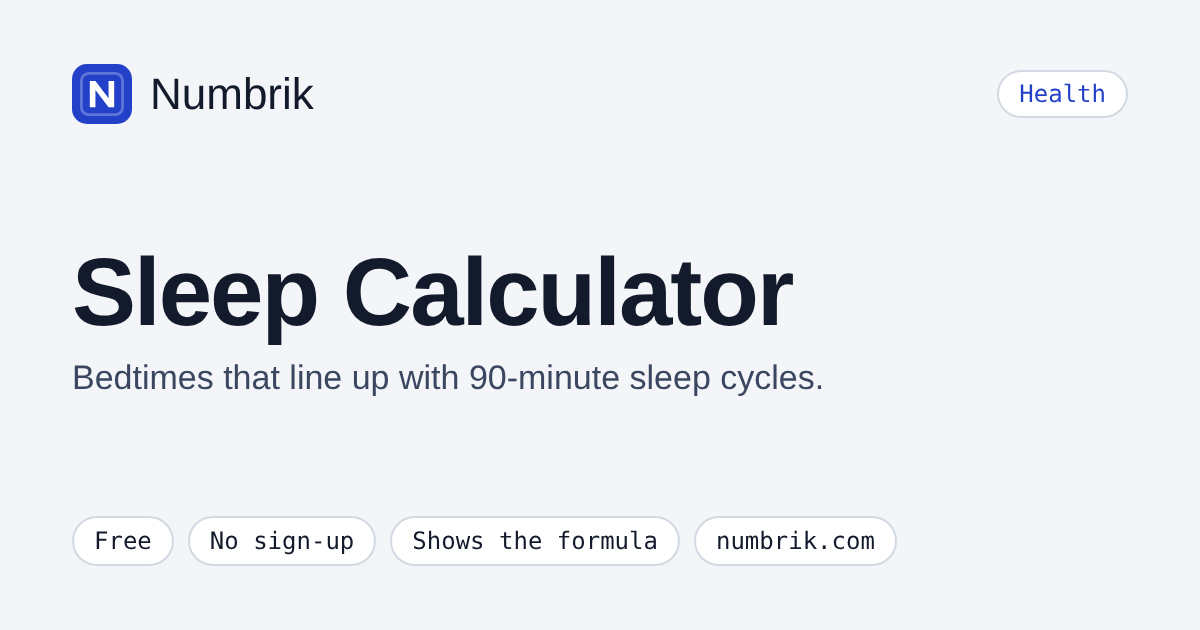 N Numbrik
Health
Sleep Calculator
Bedtimes that line up with 90-minute sleep cycles.
Free
No sign-up
Shows the formula
numbrik.com